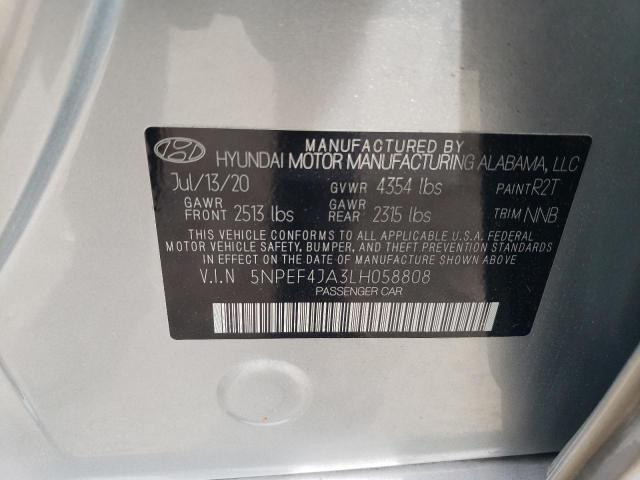 MANUFACTURED BY
HYUNDAI MOTOR MANUFACTURING ALABAMA, LLC
Jul/13/20 GVWR 4354 lbs PAINT R2T
GAWR FRONT 2513 lbs GAWR REAR 2315 lbs TRIM NNB
THIS VEHICLE CONFORMS TO ALL APPLICABLE U.S.A. FEDERAL
MOTOR VEHICLE SAFETY, BUMPER, AND THEFT PREVENTION STANDARDS
IN EFFECT ON THE DATE OF MANUFACTURE SHOWN ABOVE.
V.I.N 5NPEF4JA3LH058808
PASSENGER CAR